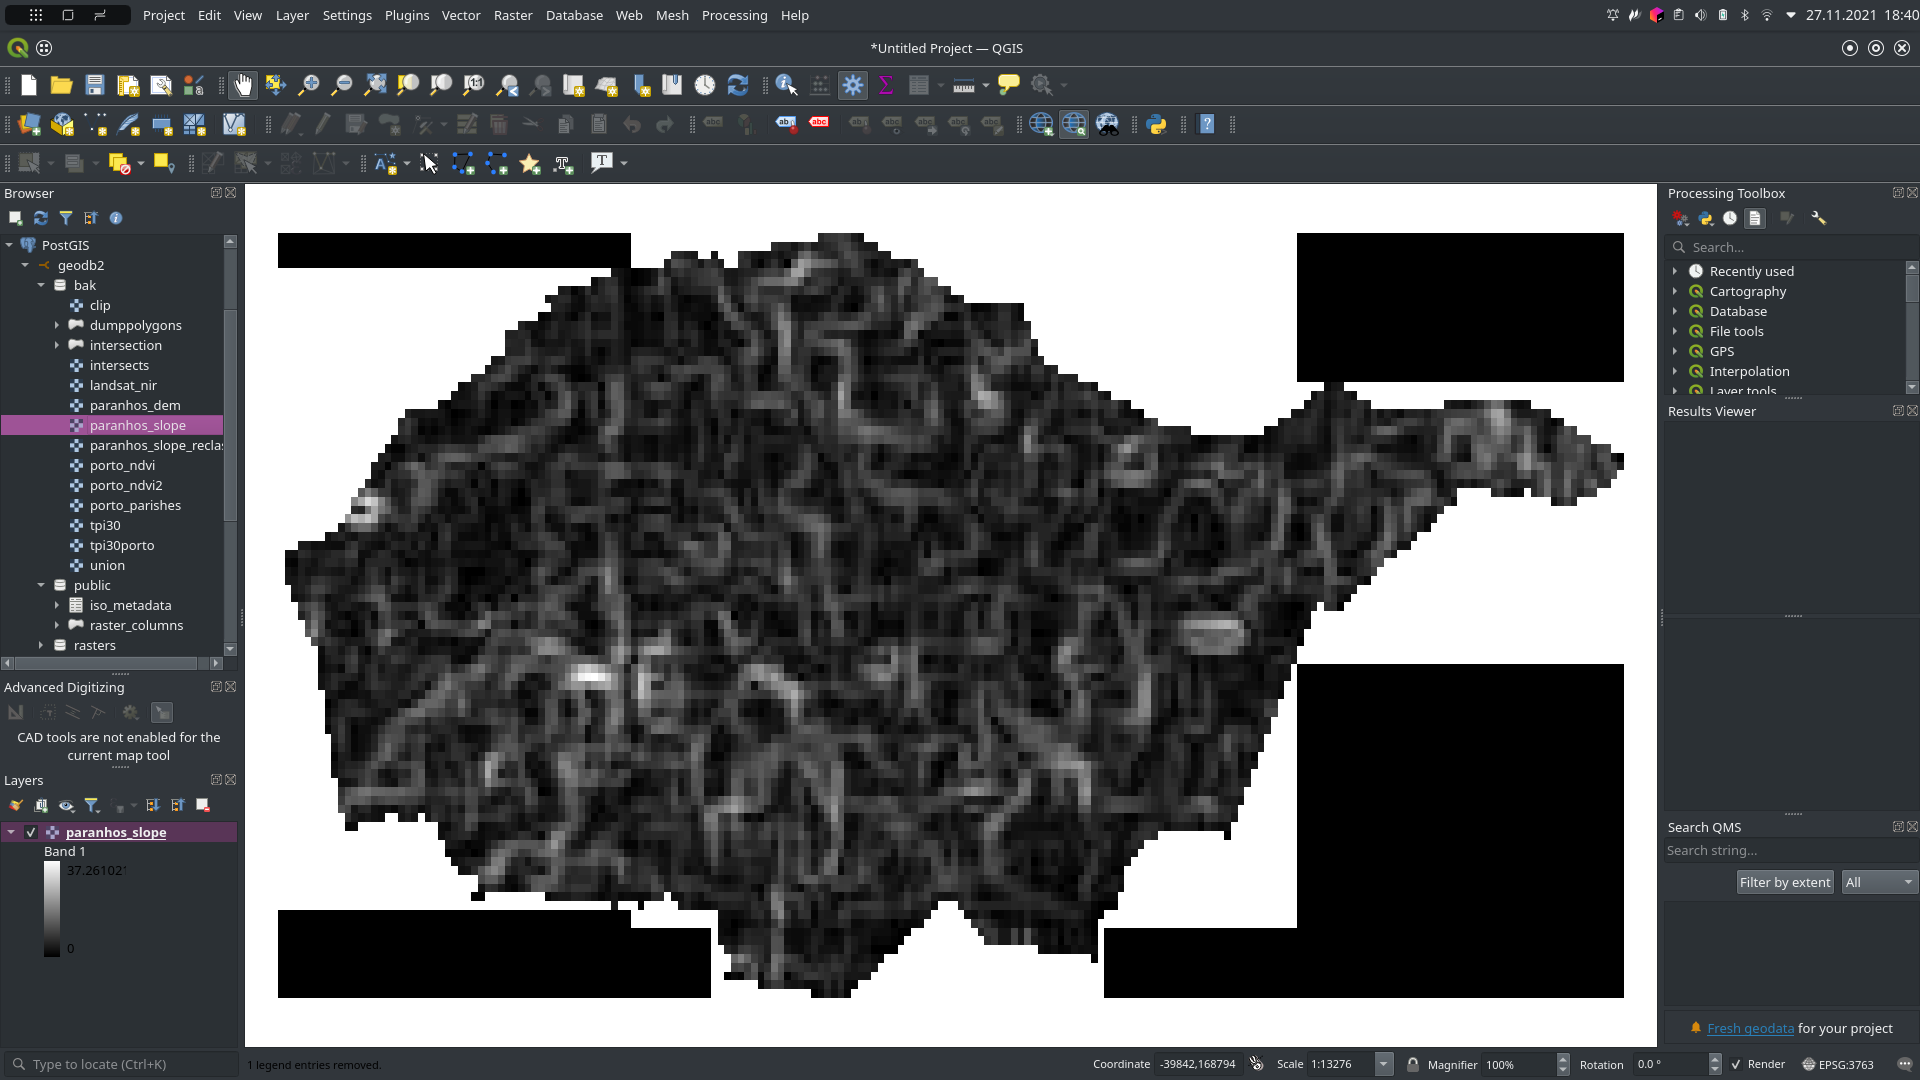 Project Edit View Layer Settings Plugins Vector Raster Database Web Mesh Processing Help 27.11.2021 18:40
*Untitled Project — QGIS
Browser
PostGIS
geodb2
bak
clip
dumppolygons
intersection
intersects
landsat_nir
paranhos_dem
paranhos_slope
paranhos_slope_reclas
porto_ndvi
porto_ndvi2
porto_parishes
tpi30
tpi30porto
union
public
iso_metadata
raster_columns
rasters
Advanced Digitizing
CAD tools are not enabled for the
current map tool
Layers
paranhos_slope
Band 1
37.261021
0
Processing Toolbox
Search...
Recently used
Cartography
Database
File tools
GPS
Interpolation
Layer tools
Results Viewer
Search QMS
Search string...
Filter by extent All
Fresh geodata for your project
Type to locate (Ctrl+K) 1 legend entries removed. Coordinate -39842,168794 Scale 1:13276 Magnifier 100% Rotation 0.0 ° Render EPSG:3763